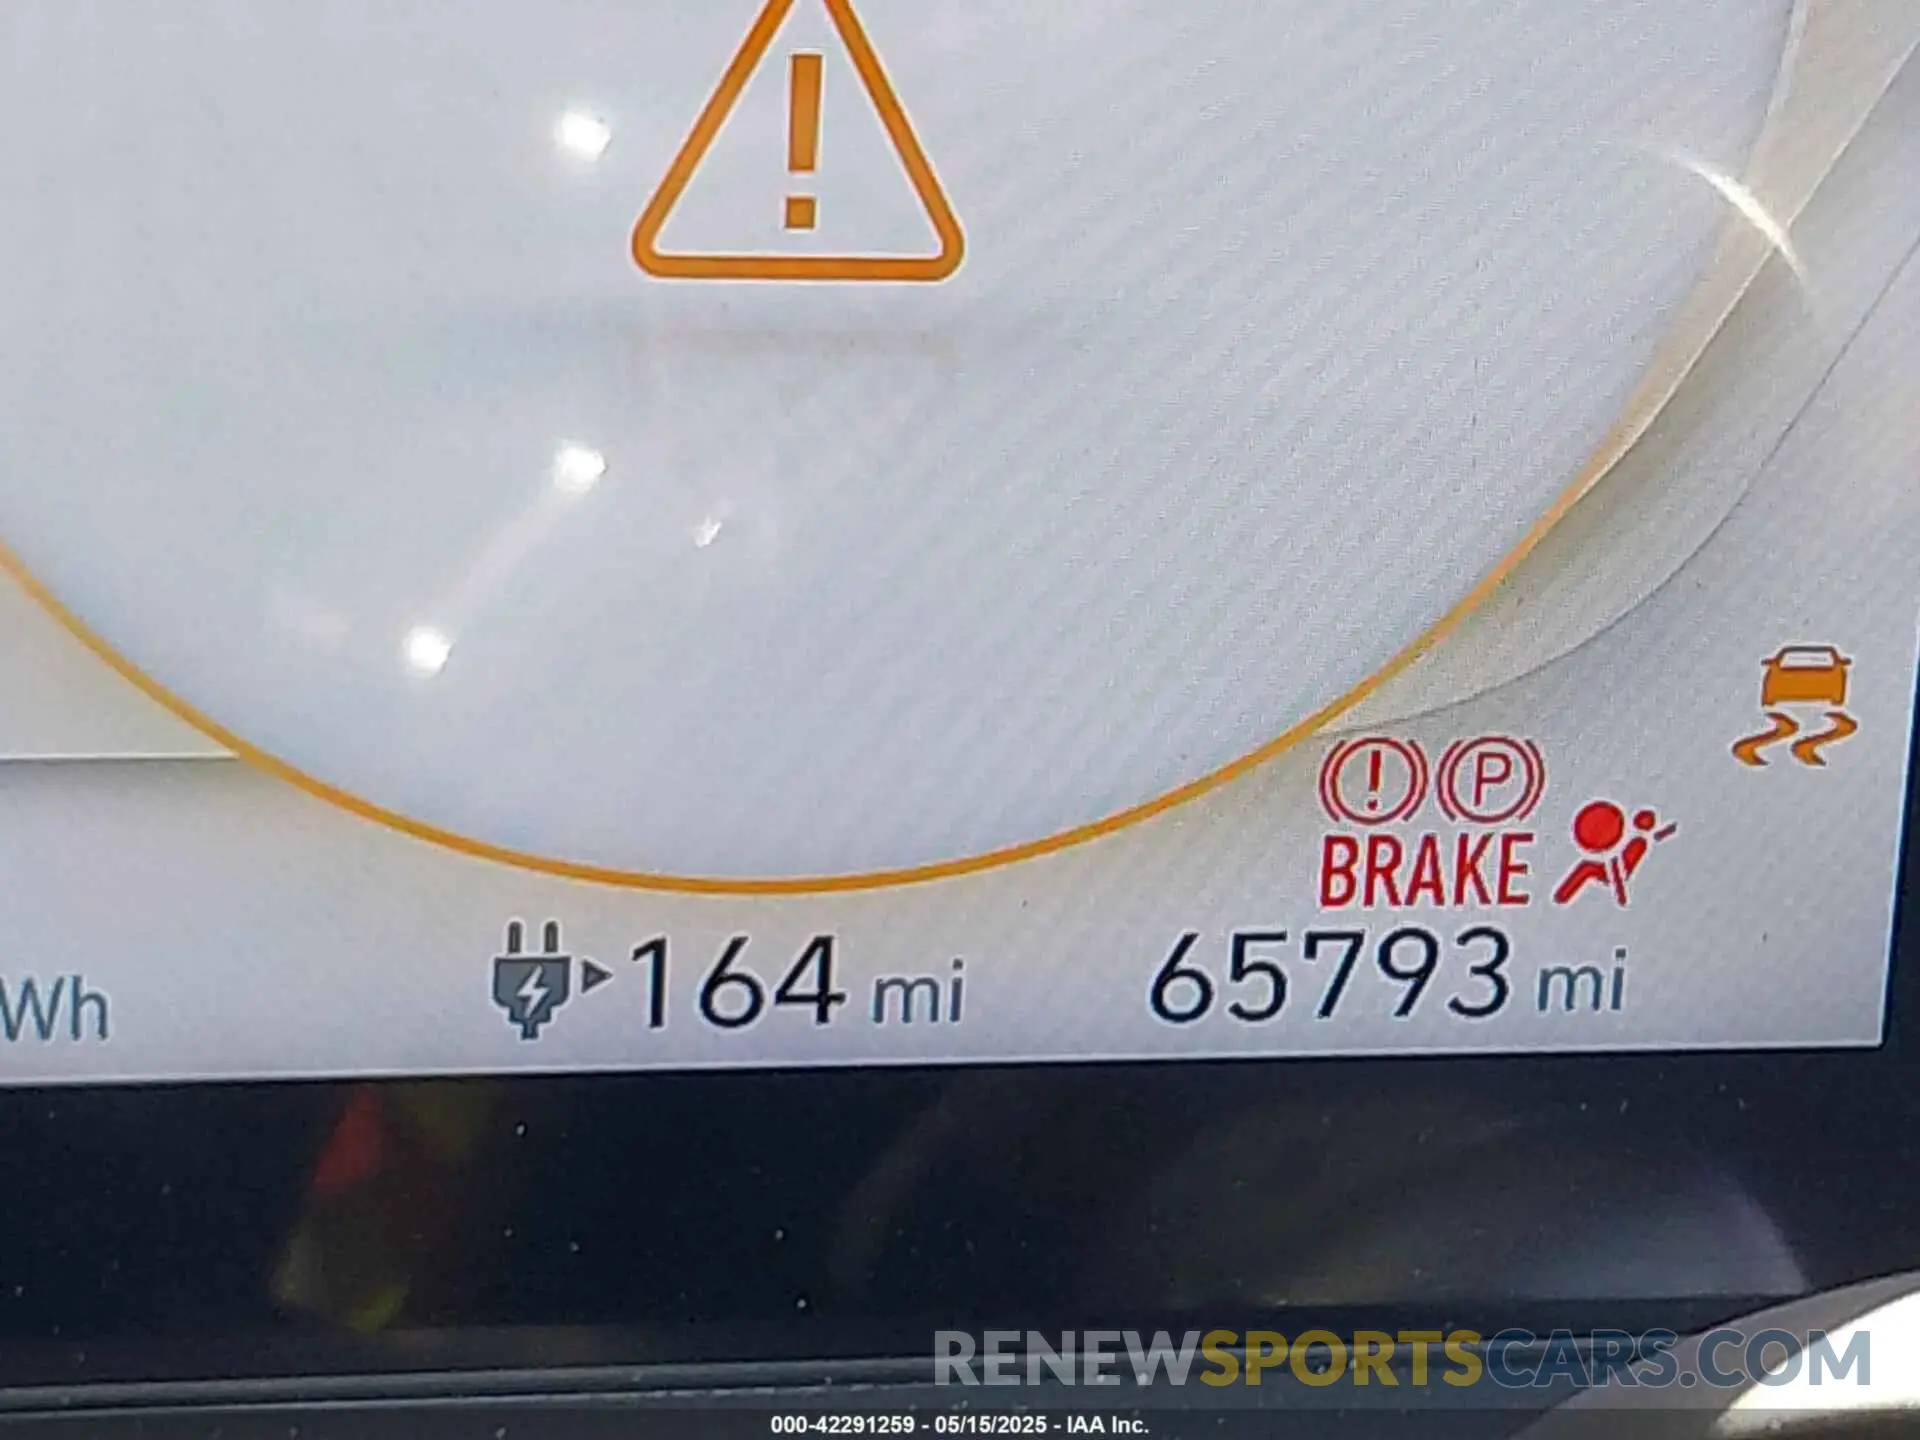 BRAKE
Wh
164 mi
65793 mi
RENEWSPORTSCARS.COM
000-42291259 - 05/15/2025 - IAA Inc.